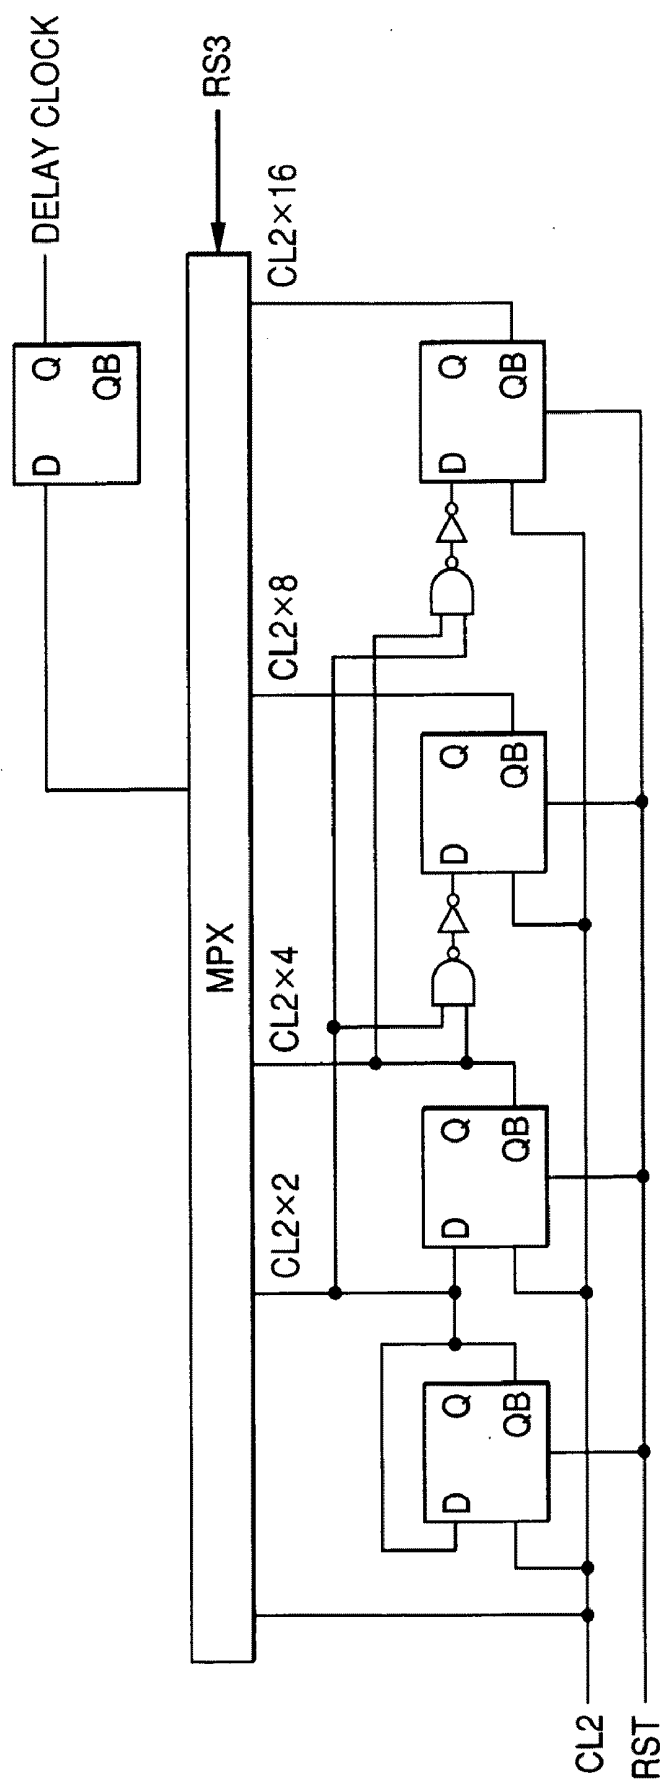 D Q DELAY CLOCK
QB
MPX RS3
CL2×2 CL2×4 CL2×8 CL2×16
D Q D Q D Q D Q
QB QB QB QB
CL2
RST